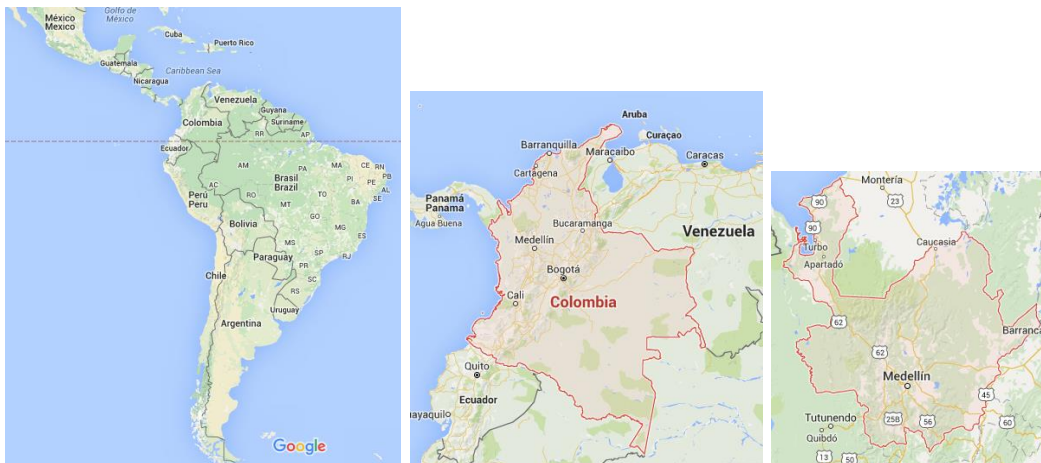 México
Mexico
Golfo de
México
Cuba
Puerto Rico
Guatemala
Caribbean Sea
Nicaragua
Venezuela
Guyana
Colombia
Suriname
RR
AP
Ecuador
AM
PA
MA
CE
RN
PI
PB
PE
AL
SE
Perú
Peru
AC
RO
TO
Brasil
Brazil
MT
BA
GO
Bolivia
MG
MS
ES
SP
RJ
Paraguay
PR
SC
Chile
RS
Uruguay
Argentina
Google
Aruba
Curaçao
Barranquilla
Maracaibo
Caracas
Cartagena
Panamá
Panama
Agua Buena
Bucaramanga
Venezuela
Medellín
Bogotá
Cali
Colombia
Quito
Ecuador
uayaquil
Montería
90
23
90
Turbo
Caucasia
Apartadó
62
Barranca
62
Medellín
45
Tutunendo
25B
56
60
Quibdó
13
50